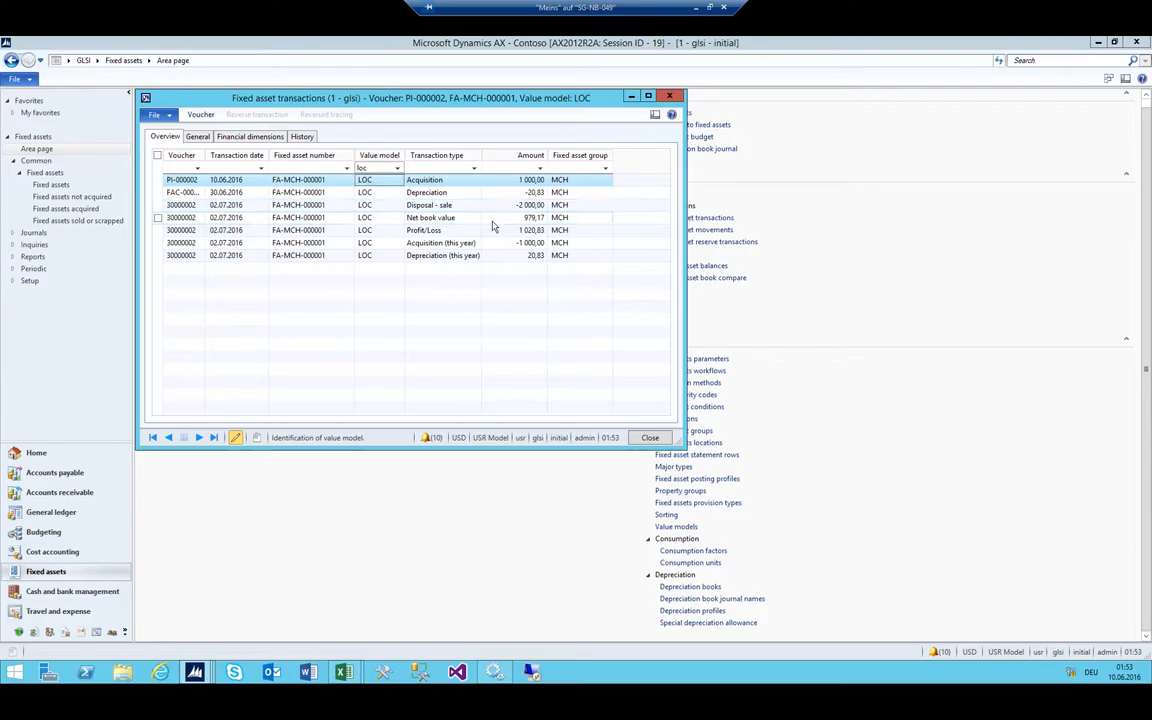 "Meins" auf "SG-NB-049"
Microsoft Dynamics AX - Contoso [AX2012R2A: Session ID - 19] - [1 - glsi - initial]
GLSI Fixed assets Area page
Search
File
Favorites
My favorites
Fixed assets
Area page
Common
Fixed assets
Fixed assets
Fixed assets not acquired
Fixed assets acquired
Fixed assets sold or scrapped
Journals
Inquiries
Reports
Periodic
Setup
Home
Accounts payable
Accounts receivable
General ledger
Budgeting
Cost accounting
Fixed assets
Cash and bank management
Travel and expense
Fixed asset transactions (1 - glsi) - Voucher: PI-000002, FA-MCH-000001, Value model: LOC
File Voucher Reverse transaction Reversed tracing
Overview General Financial dimensions History
Voucher Transaction date Fixed asset number Value model Transaction type Amount Fixed asset group
loc
PI-000002 10.06.2016 FA-MCH-000001 LOC Acquisition 1 000,00 MCH
FAC-00... 30.06.2016 FA-MCH-000001 LOC Depreciation -20,83 MCH
30000002 02.07.2016 FA-MCH-000001 LOC Disposal - sale -2 000,00 MCH
30000002 02.07.2016 FA-MCH-000001 LOC Net book value 979,17 MCH
30000002 02.07.2016 FA-MCH-000001 LOC Profit/Loss 1 020,83 MCH
30000002 02.07.2016 FA-MCH-000001 LOC Acquisition (this year) -1 000,00 MCH
30000002 02.07.2016 FA-MCH-000001 LOC Depreciation (this year) 20,83 MCH
Identification of value model. (10) USD USR Model usr glsi initial admin 01:53 Close
to fixed assets
budget
on book journal
ns
et transactions
et movements
et reserve transactions
et balances
et book compare
ts parameters
ts workflows
n methods
ity codes
t conditions
ons
t groups
ts locations
Fixed asset statement rows
Major types
Fixed asset posting profiles
Property groups
Fixed assets provision types
Sorting
Value models
Consumption
Consumption factors
Consumption units
Depreciation
Depreciation books
Depreciation book journal names
Depreciation profiles
Special depreciation allowance
(10) USD USR Model usr glsi initial admin 01:53
DEU
01:53
10.06.2016